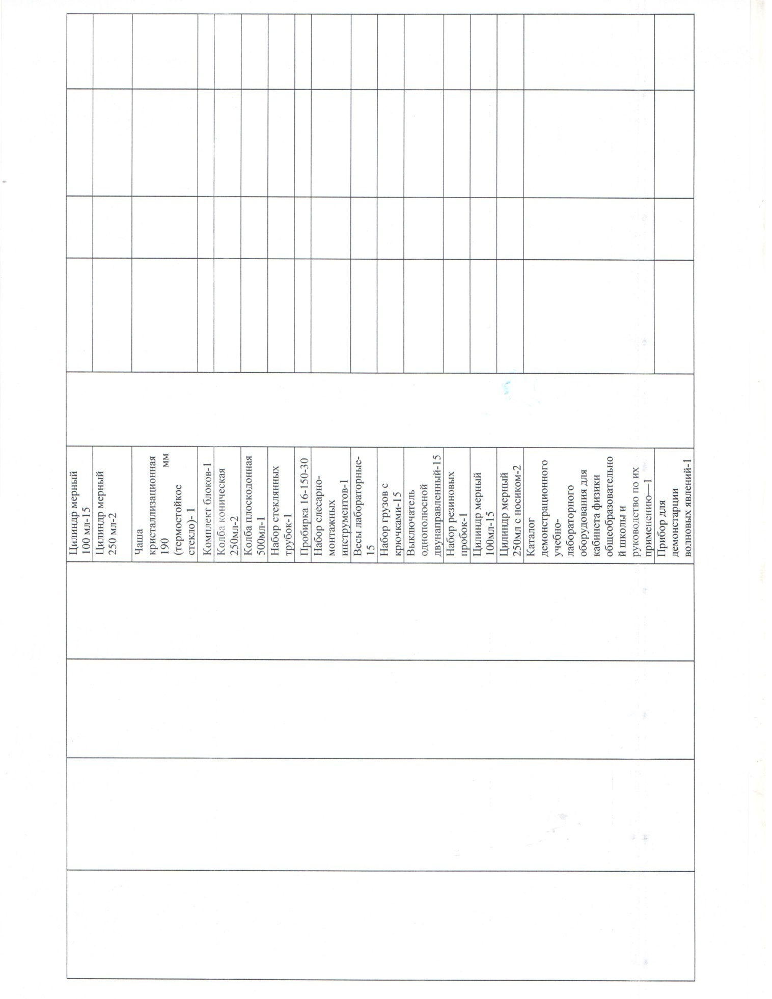 Цилиндр мерный
100 мл-15
Цилиндр мерный
250 мл-2
Чаша
кристаллизационная
190 мм
(термостойкое
стекло)- 1
Комплект блоков-1
Колба коническая
250мл-2
Колба плоскодонная
500мл-1
Набор стеклянных
трубок-1
Пробирка 16-150-30
Набор слесарно-
монтажных
инструментов-1
Весы лабораторные-
15
Набор грузов с
крючками-15
Выключатель
однополюсной
двунаправленный-15
Набор резиновых
пробок-1
Цилиндр мерный
100мл-15
Цилиндр мерный
250мл с носиком-2
Каталог
демонстрационного
учебно-
лабораторного
оборудования для
кабинета физики
общеобразовательно
й школы и
руководство по их
применению—1
Прибор для
демонстарции
волновых явлений-1